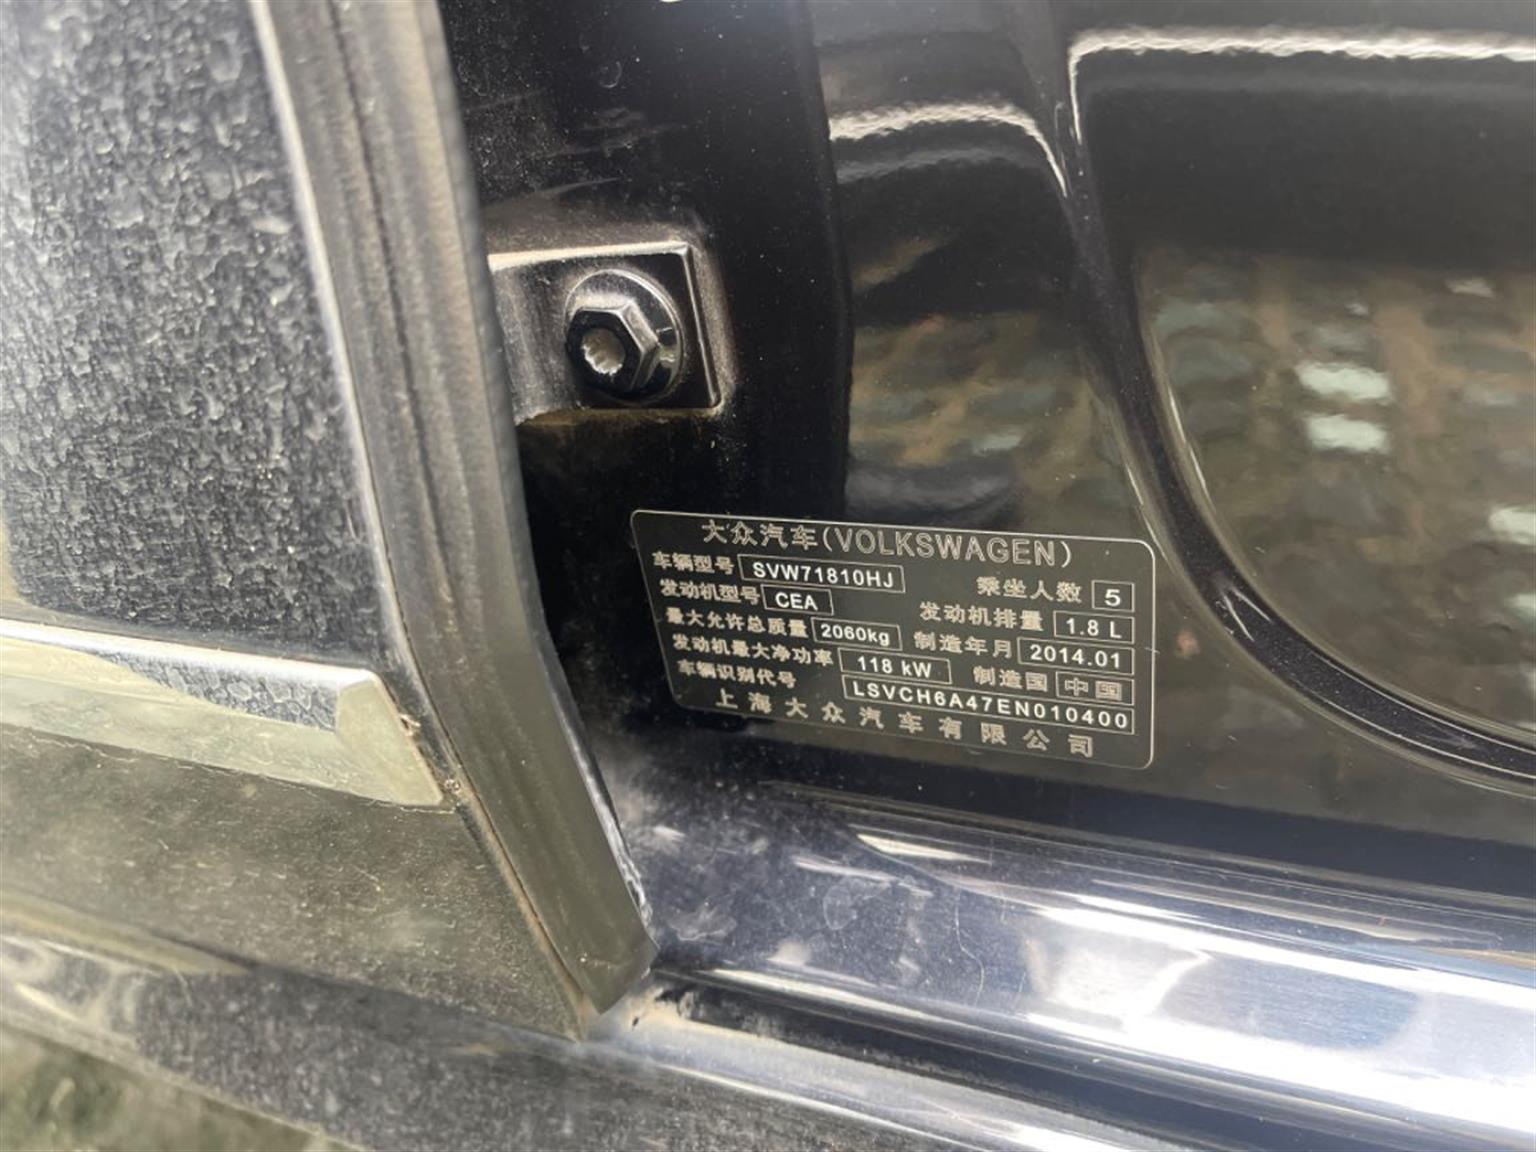 大众汽车(VOLKSWAGEN)
车辆型号 SVW71810HJ 乘坐人数 5
发动机型号 CEA 发动机排量 1.8 L
最大允许总质量 2060kg 制造年月 2014.01
发动机最大净功率 118 kW 制造国 中国
车辆识别代号 LSVCH6A47EN010400
上海大众汽车有限公司